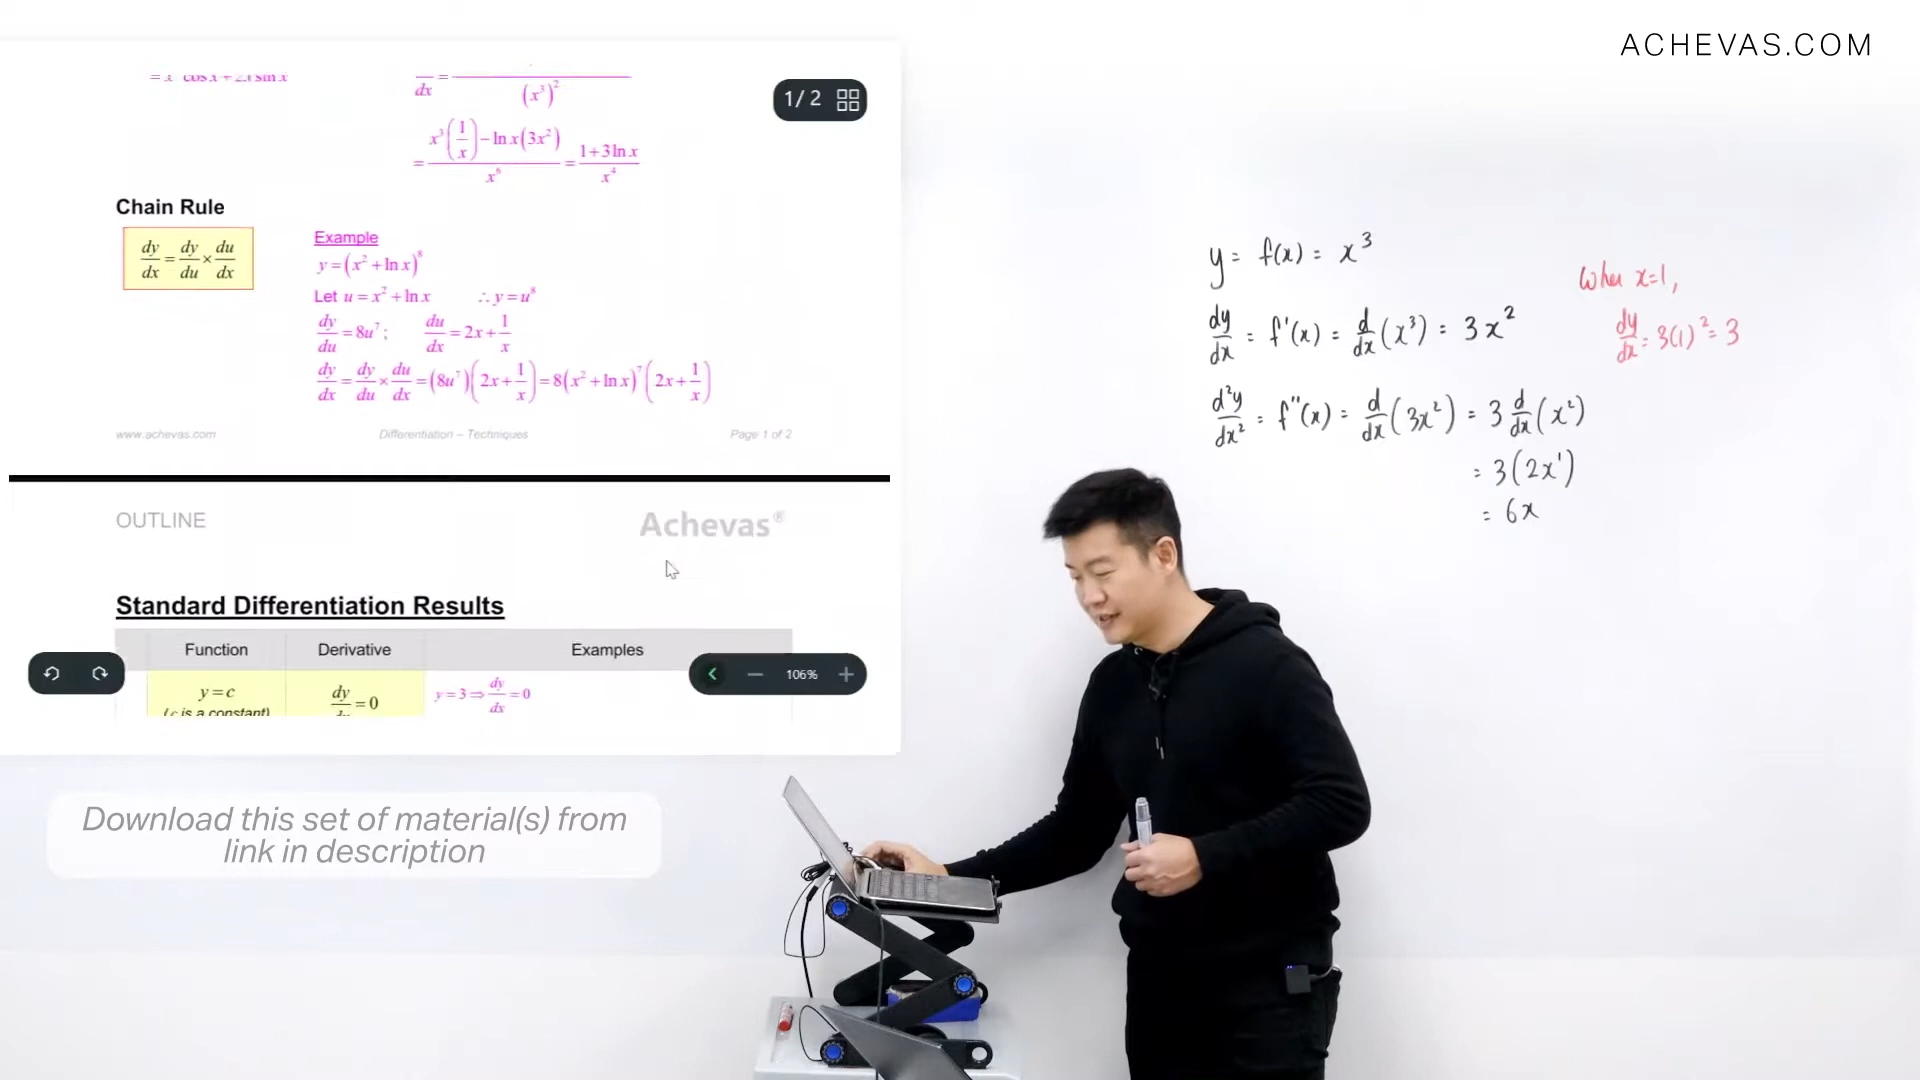 ACHEVAS.COM
1/2
dx =
(x³)²
= x³(1/x) − ln x(3x²) / x⁶ = 1+3ln x / x⁴
Chain Rule
dy/dx = dy/du × du/dx
Example
y = (x² + ln x)⁸
Let u = x² + ln x ∴ y = u⁸
dy/du = 8u⁷; du/dx = 2x + 1/x
dy/dx = dy/du × du/dx = (8u⁷)(2x + 1/x) = 8(x² + ln x)⁷(2x + 1/x)
www.achevas.com Differentiation – Techniques Page 1 of 2
OUTLINE Achevas®
Standard Differentiation Results
Function Derivative Examples
y = c
(c is a constant)
dy/dx = 0
y = 3 ⇒ dy/dx = 0
106%
Download this set of material(s) from
link in description
y = f(x) = x³
dy/dx = f'(x) = d/dx (x³) = 3x²
d²y/dx² = f''(x) = d/dx (3x²) = 3 d/dx (x²)
= 3(2x¹)
= 6x
When x=1,
dy/dx = 3(1)² = 3